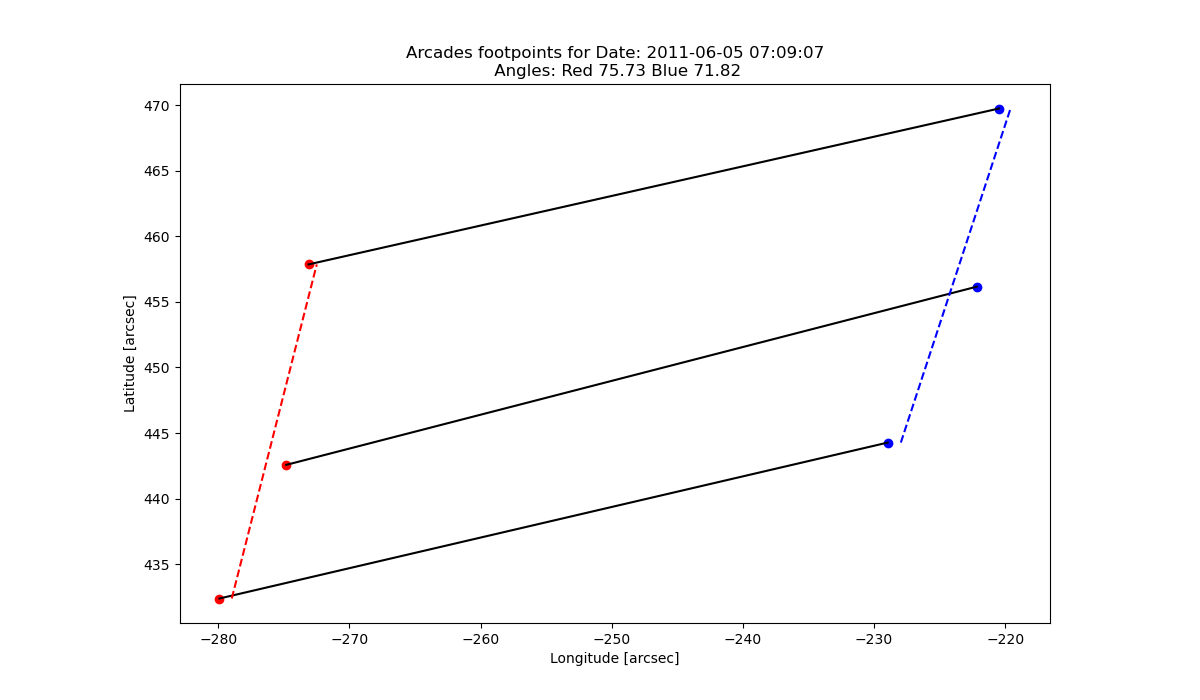 Arcades footpoints for Date: 2011-06-05 07:09:07
Angles: Red 75.73 Blue 71.82
470
465
460
455
450
445
440
435
Latitude [arcsec]
−280 −270 −260 −250 −240 −230 −220
Longitude [arcsec]